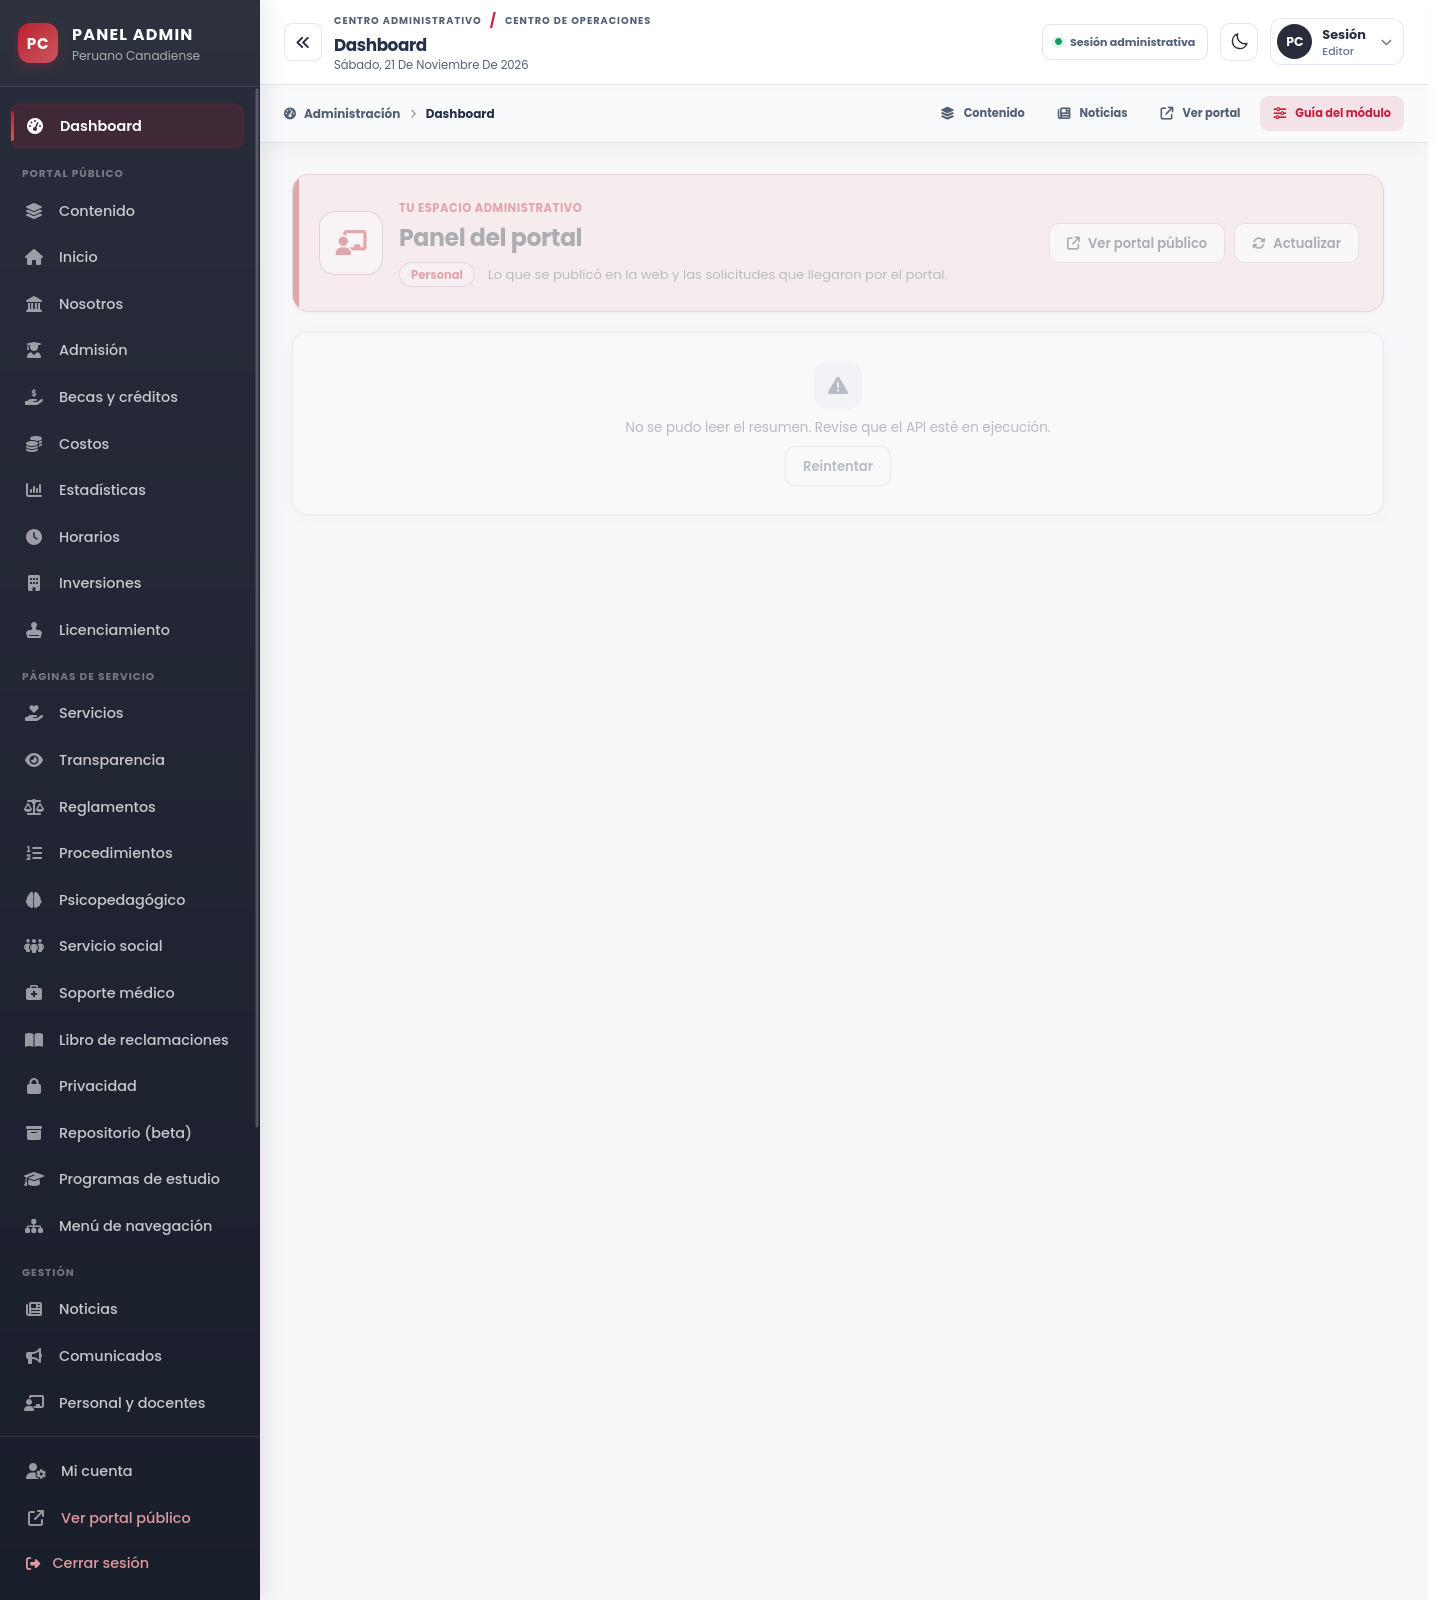 PC
PANEL ADMIN
Peruano Canadiense
Dashboard
PORTAL PÚBLICO
Contenido
Inicio
Nosotros
Admisión
Becas y créditos
Costos
Estadísticas
Horarios
Inversiones
Licenciamiento
PÁGINAS DE SERVICIO
Servicios
Transparencia
Reglamentos
Procedimientos
Psicopedagógico
Servicio social
Soporte médico
Libro de reclamaciones
Privacidad
Repositorio (beta)
Programas de estudio
Menú de navegación
GESTIÓN
Noticias
Comunicados
Personal y docentes
Mi cuenta
Ver portal público
Cerrar sesión
CENTRO ADMINISTRATIVO / CENTRO DE OPERACIONES
Dashboard
Sábado, 21 De Noviembre De 2026
Sesión administrativa
PC
Sesión
Editor
Administración > Dashboard
Contenido
Noticias
Ver portal
Guía del módulo
TU ESPACIO ADMINISTRATIVO
Panel del portal
Personal Lo que se publicó en la web y las solicitudes que llegaron por el portal.
Ver portal público
Actualizar
No se pudo leer el resumen. Revise que el API esté en ejecución.
Reintentar